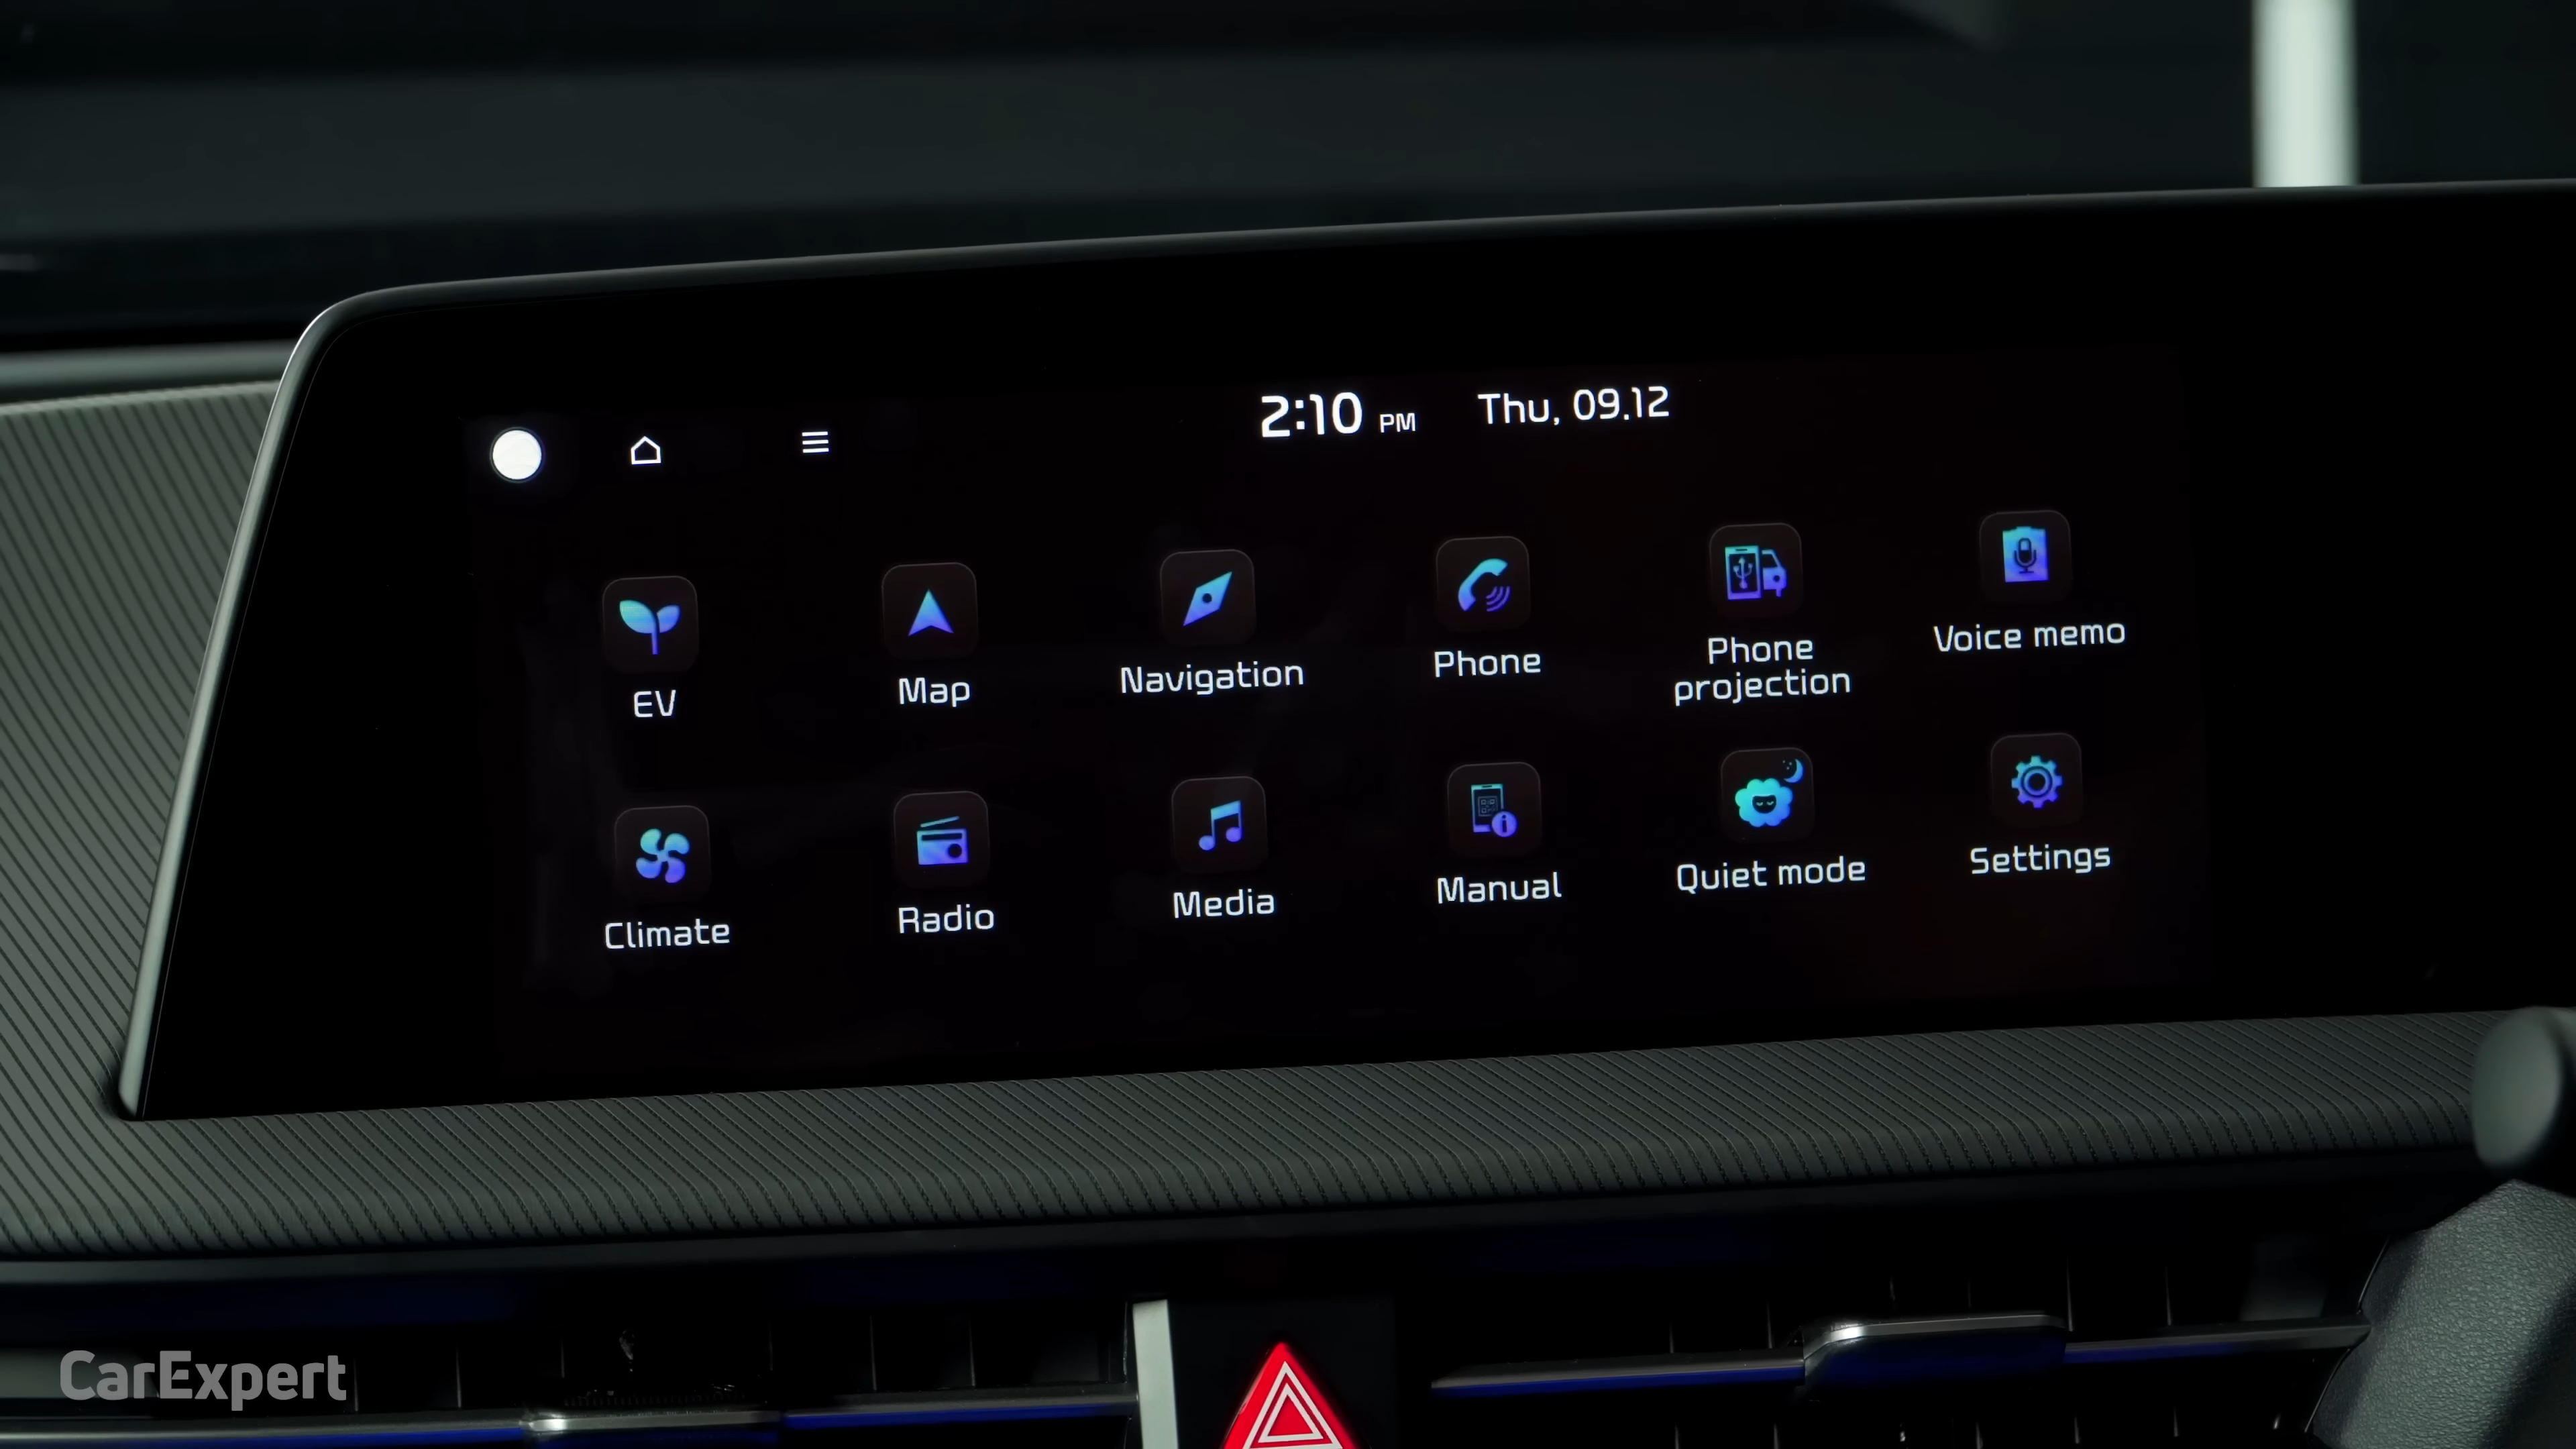 2:10 PM Thu, 09.12
EV
Map
Navigation
Phone
Phone
projection
Voice memo
Climate
Radio
Media
Manual
Quiet mode
Settings
CarExpert